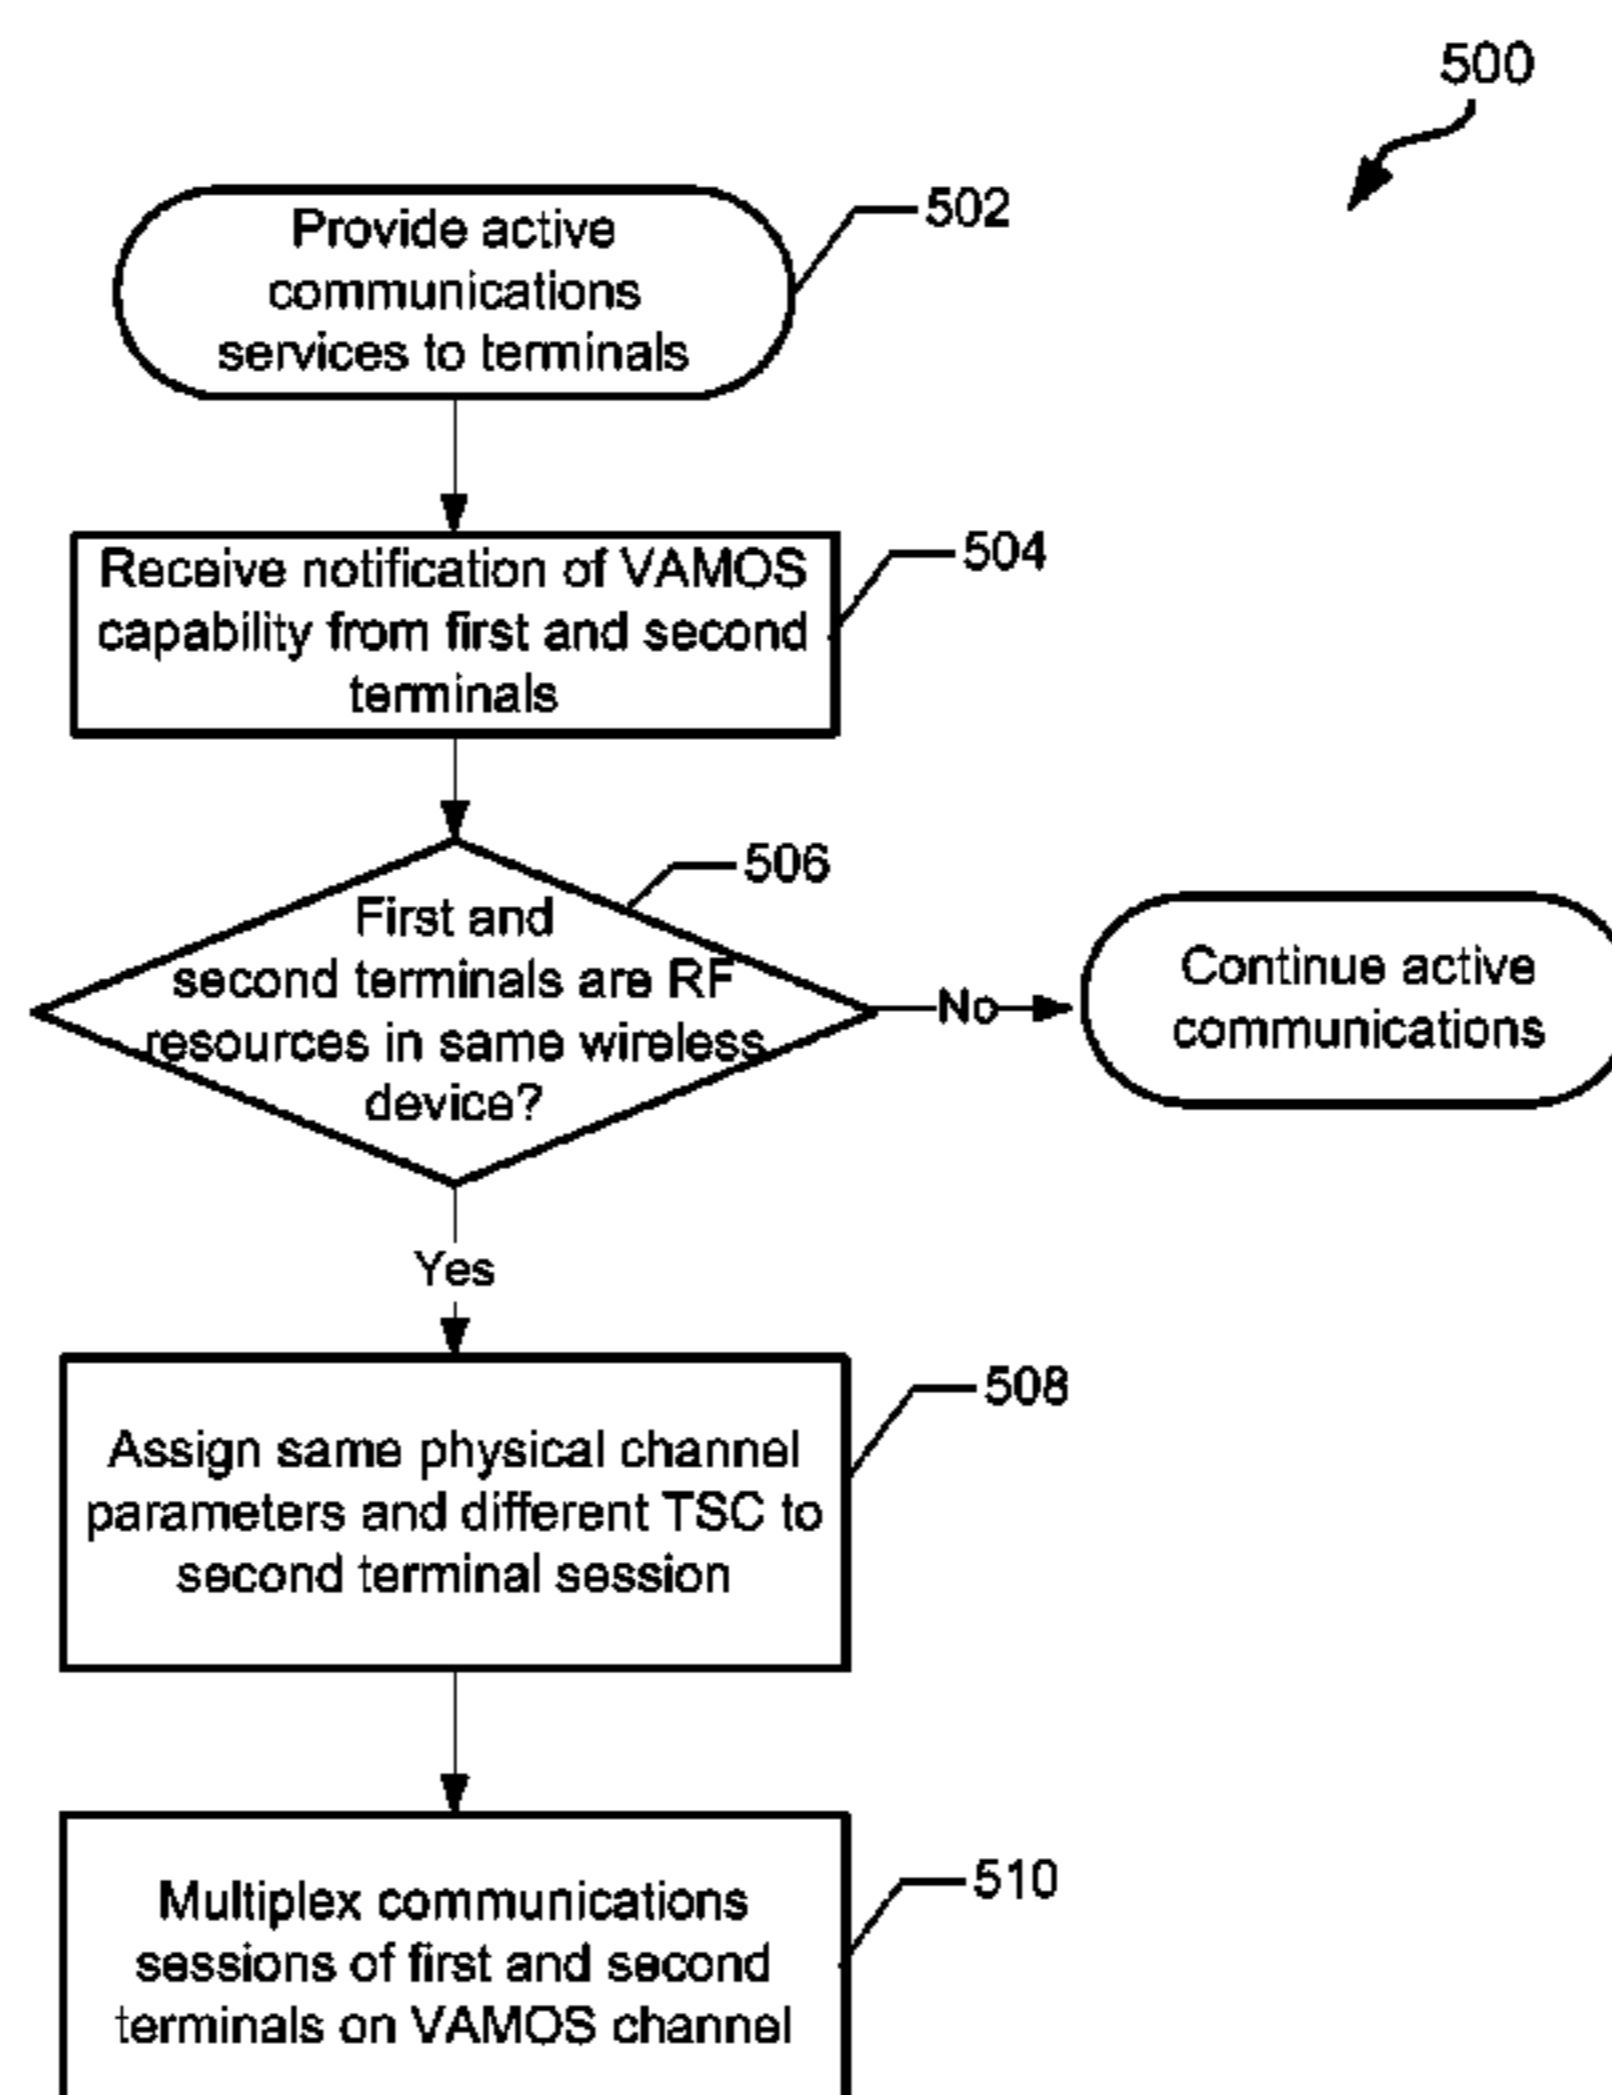 500
Provide active
communications
services to terminals
502
Receive notification of VAMOS
capability from first and second
terminals
504
506
First and
second terminals are RF
resources in same wireless
device?
No
Continue active
communications
Yes
Assign same physical channel
parameters and different TSC to
second terminal session
508
Multiplex communications
sessions of first and second
terminals on VAMOS channel
510